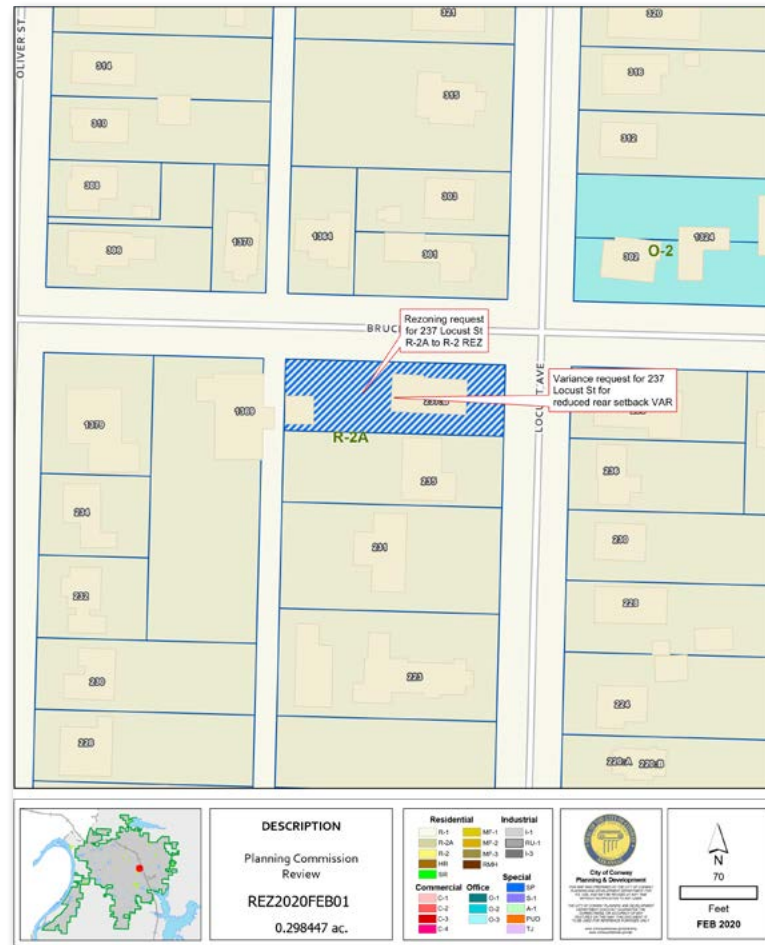 OLIVER ST
314
310
308
306
1370
315
1364
303
301
321
320
316
312
302
1324
O-2
Rezoning request
for 237 Locust St
R-2A to R-2 REZ
BRUC
Variance request for 237
Locust St for
reduced rear setback VAR
LOCUST AVE
R-2A
1379
1389
234
232
230
228
235
231
223
236
230
228
224
220:A 220:B
DESCRIPTION
Planning Commission
Review
REZ2020FEB01
0.298447 ac.
Residential
R-1
R-2A
R-2
HR
SR
MF-1
MF-2
MF-3
RMH
Industrial
I-1
RU-1
I-3
Commercial
C-1
C-2
C-3
C-4
Office
O-1
O-2
O-3
Special
SP
S-1
A-1
PUD
TJ
City of Conway
Planning & Development
N
70
Feet
FEB 2020